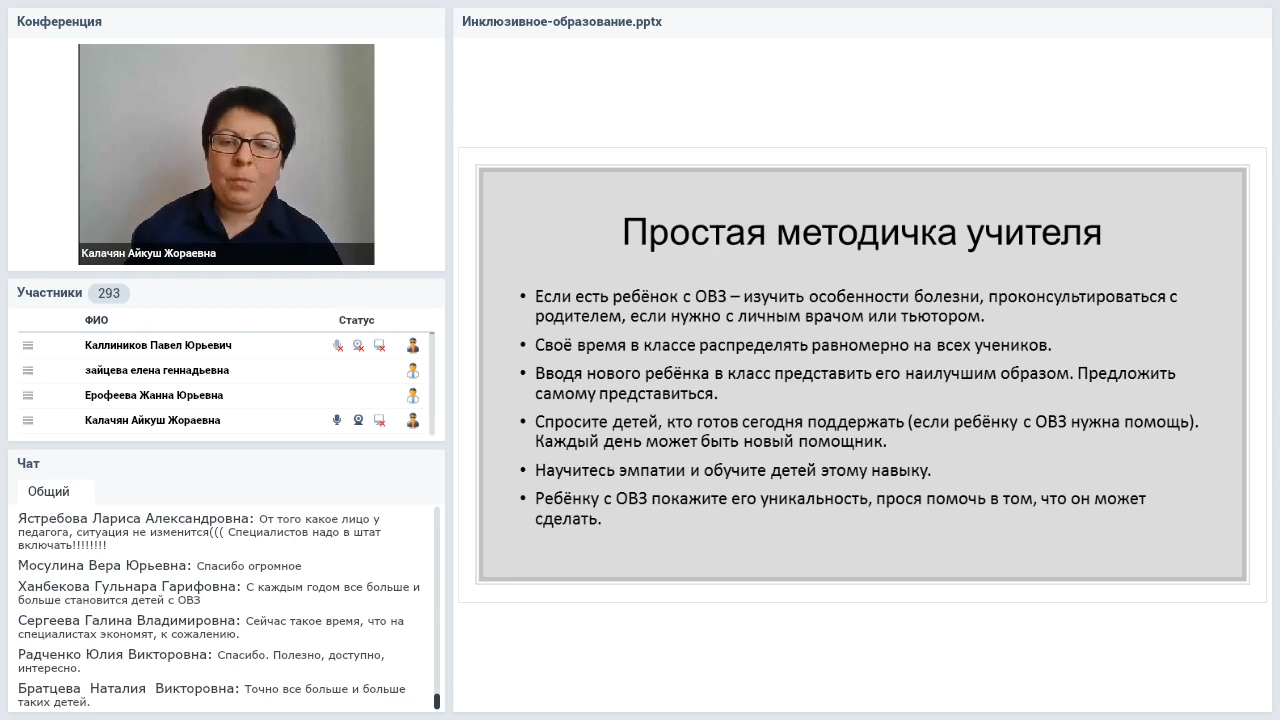 Конференция
Калачян Айкуш Жораевна
Участники 293
ФИО Статус
Каллиников Павел Юрьевич
зайцева елена геннадьевна
Ерофеева Жанна Юрьевна
Калачян Айкуш Жораевна
Чат
Общий
Ястребова Лариса Александровна: От того какое лицо у
педагога, ситуация не изменится((( Специалистов надо в штат
включать!!!!!!!!
Мосулина Вера Юрьевна: Спасибо огромное
Ханбекова Гульнара Гарифовна: С каждым годом все больше и
больше становится детей с ОВЗ
Сергеева Галина Владимировна: Сейчас такое время, что на
специалистах экономят, к сожалению.
Радченко Юлия Викторовна: Спасибо. Полезно, доступно,
интересно.
Братцева Наталия Викторовна: Точно все больше и больше
таких детей.
Инклюзивное-образование.pptx
Простая методичка учителя
• Если есть ребёнок с ОВЗ – изучить особенности болезни, проконсультироваться с
родителем, если нужно с личным врачом или тьютором.
• Своё время в классе распределять равномерно на всех учеников.
• Вводя нового ребёнка в класс представить его наилучшим образом. Предложить
самому представиться.
• Спросите детей, кто готов сегодня поддержать (если ребёнку с ОВЗ нужна помощь).
Каждый день может быть новый помощник.
• Научитесь эмпатии и обучите детей этому навыку.
• Ребёнку с ОВЗ покажите его уникальность, прося помочь в том, что он может
сделать.